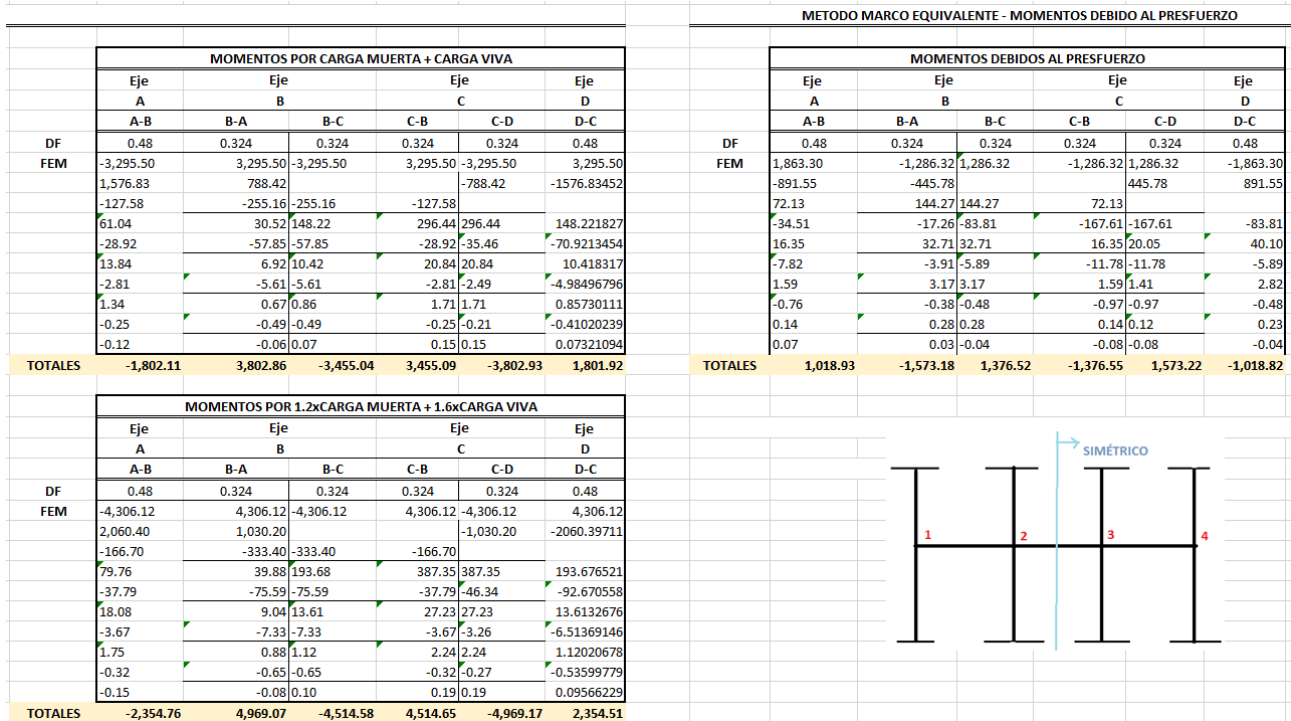 METODO MARCO EQUIVALENTE - MOMENTOS DEBIDO AL PRESFUERZO
MOMENTOS POR CARGA MUERTA + CARGA VIVA
Eje Eje Eje Eje
A B C D
A-B B-A B-C C-B C-D D-C
DF 0.48 0.324 0.324 0.324 0.324 0.48
FEM -3,295.50 3,295.50 -3,295.50 3,295.50 -3,295.50 3,295.50
1,576.83 788.42 -788.42 -1576.83452
-127.58 -255.16 -255.16 -127.58
61.04 30.52 148.22 296.44 296.44 148.221827
-28.92 -57.85 -57.85 -28.92 -35.46 -70.9213454
13.84 6.92 10.42 20.84 20.84 10.418317
-2.81 -5.61 -5.61 -2.81 -2.49 -4.98496796
1.34 0.67 0.86 1.71 1.71 0.85730111
-0.25 -0.49 -0.49 -0.25 -0.21 -0.41020239
-0.12 -0.06 0.07 0.15 0.15 0.07321094
TOTALES -1,802.11 3,802.86 -3,455.04 3,455.09 -3,802.93 1,801.92
MOMENTOS DEBIDOS AL PRESFUERZO
Eje Eje Eje Eje
A B C D
A-B B-A B-C C-B C-D D-C
DF 0.48 0.324 0.324 0.324 0.324 0.48
FEM 1,863.30 -1,286.32 1,286.32 -1,286.32 1,286.32 -1,863.30
-891.55 -445.78 445.78 891.55
72.13 144.27 144.27 72.13
-34.51 -17.26 -83.81 -167.61 -167.61 -83.81
16.35 32.71 32.71 16.35 20.05 40.10
-7.82 -3.91 -5.89 -11.78 -11.78 -5.89
1.59 3.17 3.17 1.59 1.41 2.82
-0.76 -0.38 -0.48 -0.97 -0.97 -0.48
0.14 0.28 0.28 0.14 0.12 0.23
0.07 0.03 -0.04 -0.08 -0.08 -0.04
TOTALES 1,018.93 -1,573.18 1,376.52 -1,376.55 1,573.22 -1,018.82
MOMENTOS POR 1.2xCARGA MUERTA + 1.6xCARGA VIVA
Eje Eje Eje Eje
A B C D
A-B B-A B-C C-B C-D D-C
DF 0.48 0.324 0.324 0.324 0.324 0.48
FEM -4,306.12 4,306.12 -4,306.12 4,306.12 -4,306.12 4,306.12
2,060.40 1,030.20 -1,030.20 -2060.39711
-166.70 -333.40 -333.40 -166.70
79.76 39.88 193.68 387.35 387.35 193.676521
-37.79 -75.59 -75.59 -37.79 -46.34 -92.670558
18.08 9.04 13.61 27.23 27.23 13.6132676
-3.67 -7.33 -7.33 -3.67 -3.26 -6.51369146
1.75 0.88 1.12 2.24 2.24 1.12020678
-0.32 -0.65 -0.65 -0.32 -0.27 -0.53599779
-0.15 -0.08 0.10 0.19 0.19 0.09566229
TOTALES -2,354.76 4,969.07 -4,514.58 4,514.65 -4,969.17 2,354.51
SIMÉTRICO
1 2 3 4